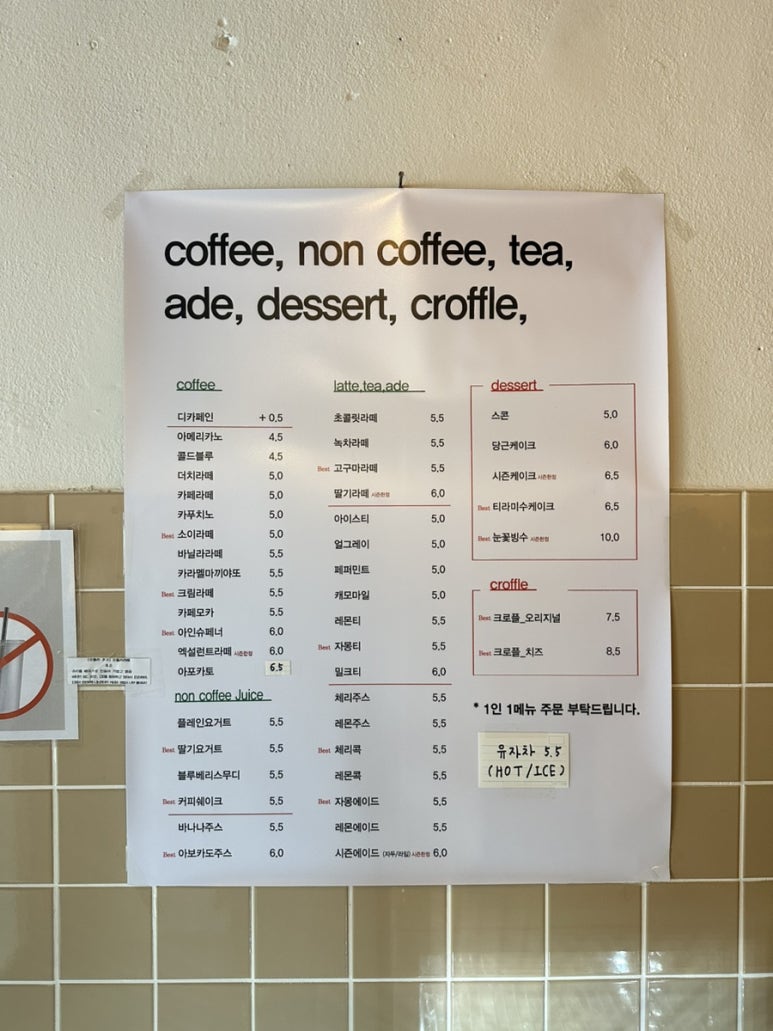 coffee, non coffee, tea,
ade, dessert, croffle,
coffee
디카페인 + 0.5
아메리카노 4.5
콜드블루 4.5
더치라떼 5.0
카페라떼 5.0
카푸치노 5.0
Best 소이라떼 5.0
바닐라라떼 5.5
카라멜마끼야또 5.5
Best 크림라떼 5.5
카페모카 5.5
Best 아인슈페너 6.0
엑설런트라떼 시즌한정 6.0
아포카토 6.5
non coffee Juice
플레인요거트 5.5
Best 딸기요거트 5.5
블루베리스무디 5.5
Best 커피쉐이크 5.5
바나나주스 5.5
Best 아보카도주스 6.0
latte,tea,ade
초콜릿라떼 5.5
녹차라떼 5.5
Best 고구마라떼 5.5
딸기라떼 시즌한정 6.0
아이스티 5.0
얼그레이 5.0
페퍼민트 5.0
캐모마일 5.0
레몬티 5.5
Best 자몽티 5.5
밀크티 6.0
체리주스 5.5
레몬주스 5.5
Best 체리콕 5.5
레몬콕 5.5
Best 자몽에이드 5.5
레몬에이드 5.5
시즌에이드 (자두/라임) 시즌한정 6.0
dessert
스콘 5.0
당근케이크 6.0
시즌케이크 시즌한정 6.5
Best 티라미수케이크 6.5
Best 눈꽃빙수 시즌한정 10.0
croffle
Best 크로플_오리지널 7.5
Best 크로플_치즈 8.5
* 1인 1메뉴 주문 부탁드립니다.
유자차 5.5
(HOT/ICE)